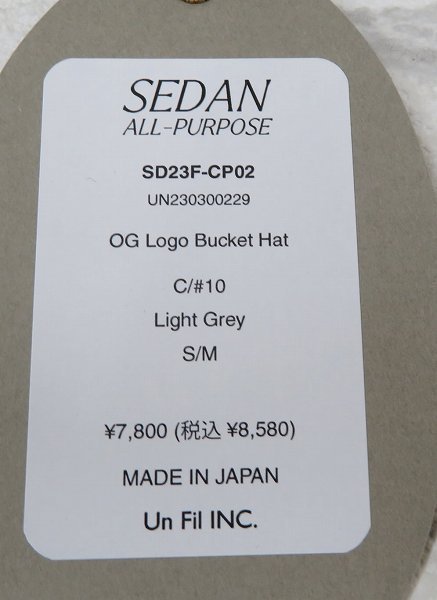 SEDAN
ALL-PURPOSE
SD23F-CP02
UN230300229
OG Logo Bucket Hat
C/#10
Light Grey
S/M
¥7,800 (税込 ¥8,580)
MADE IN JAPAN
Un Fil INC.